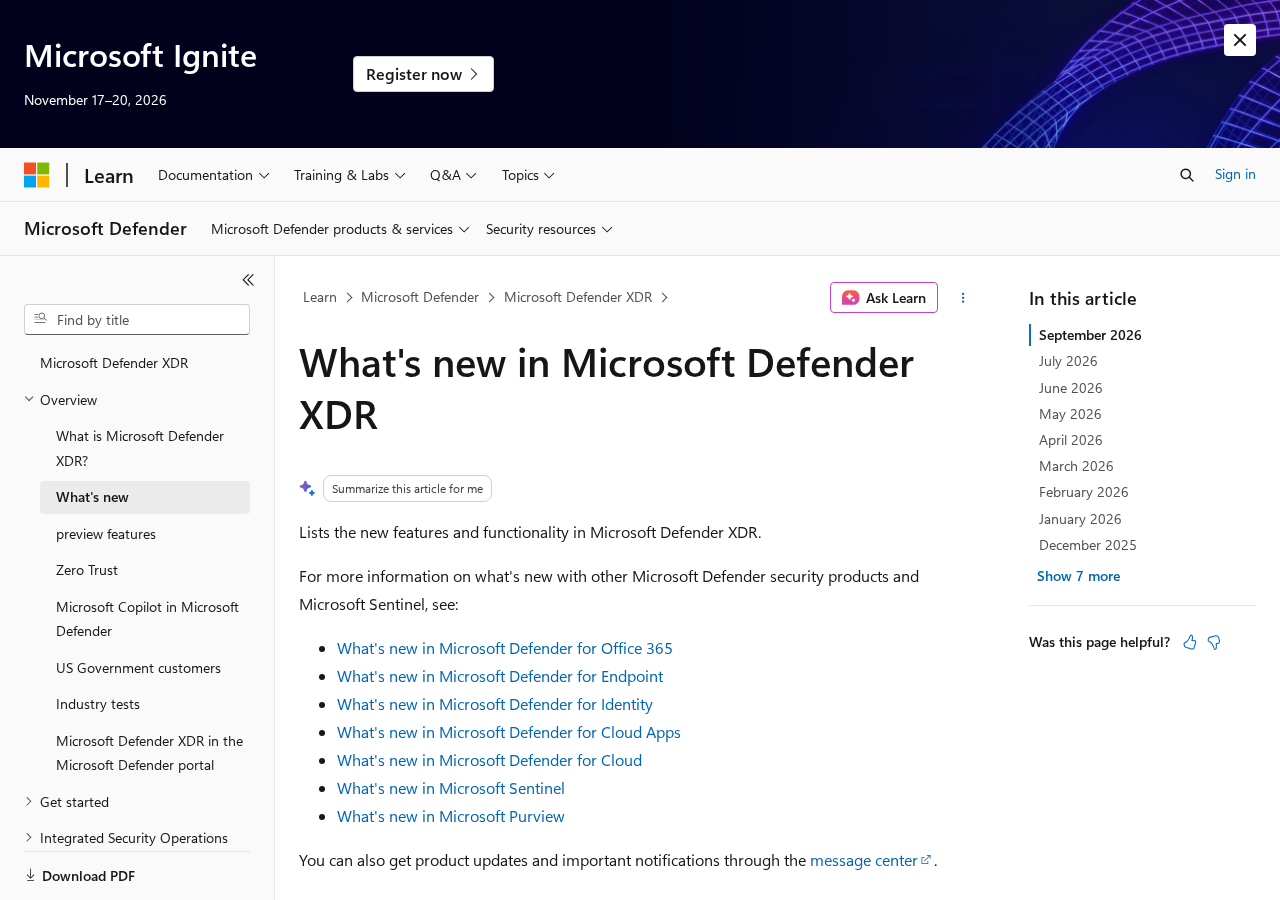 Microsoft Ignite
November 17–20, 2026
Register now
Learn
Documentation
Training & Labs
Q&A
Topics
Sign in
Microsoft Defender
Microsoft Defender products & services
Security resources
Find by title
Microsoft Defender XDR
Overview
What is Microsoft Defender
XDR?
What's new
preview features
Zero Trust
Microsoft Copilot in Microsoft
Defender
US Government customers
Industry tests
Microsoft Defender XDR in the
Microsoft Defender portal
Get started
Integrated Security Operations
Download PDF
Learn
Microsoft Defender
Microsoft Defender XDR
Ask Learn
What's new in Microsoft Defender
XDR
Summarize this article for me
Lists the new features and functionality in Microsoft Defender XDR.
For more information on what's new with other Microsoft Defender security products and
Microsoft Sentinel, see:
What's new in Microsoft Defender for Office 365
What's new in Microsoft Defender for Endpoint
What's new in Microsoft Defender for Identity
What's new in Microsoft Defender for Cloud Apps
What's new in Microsoft Defender for Cloud
What's new in Microsoft Sentinel
What's new in Microsoft Purview
You can also get product updates and important notifications through the message center.
In this article
September 2026
July 2026
June 2026
May 2026
April 2026
March 2026
February 2026
January 2026
December 2025
Show 7 more
Was this page helpful?